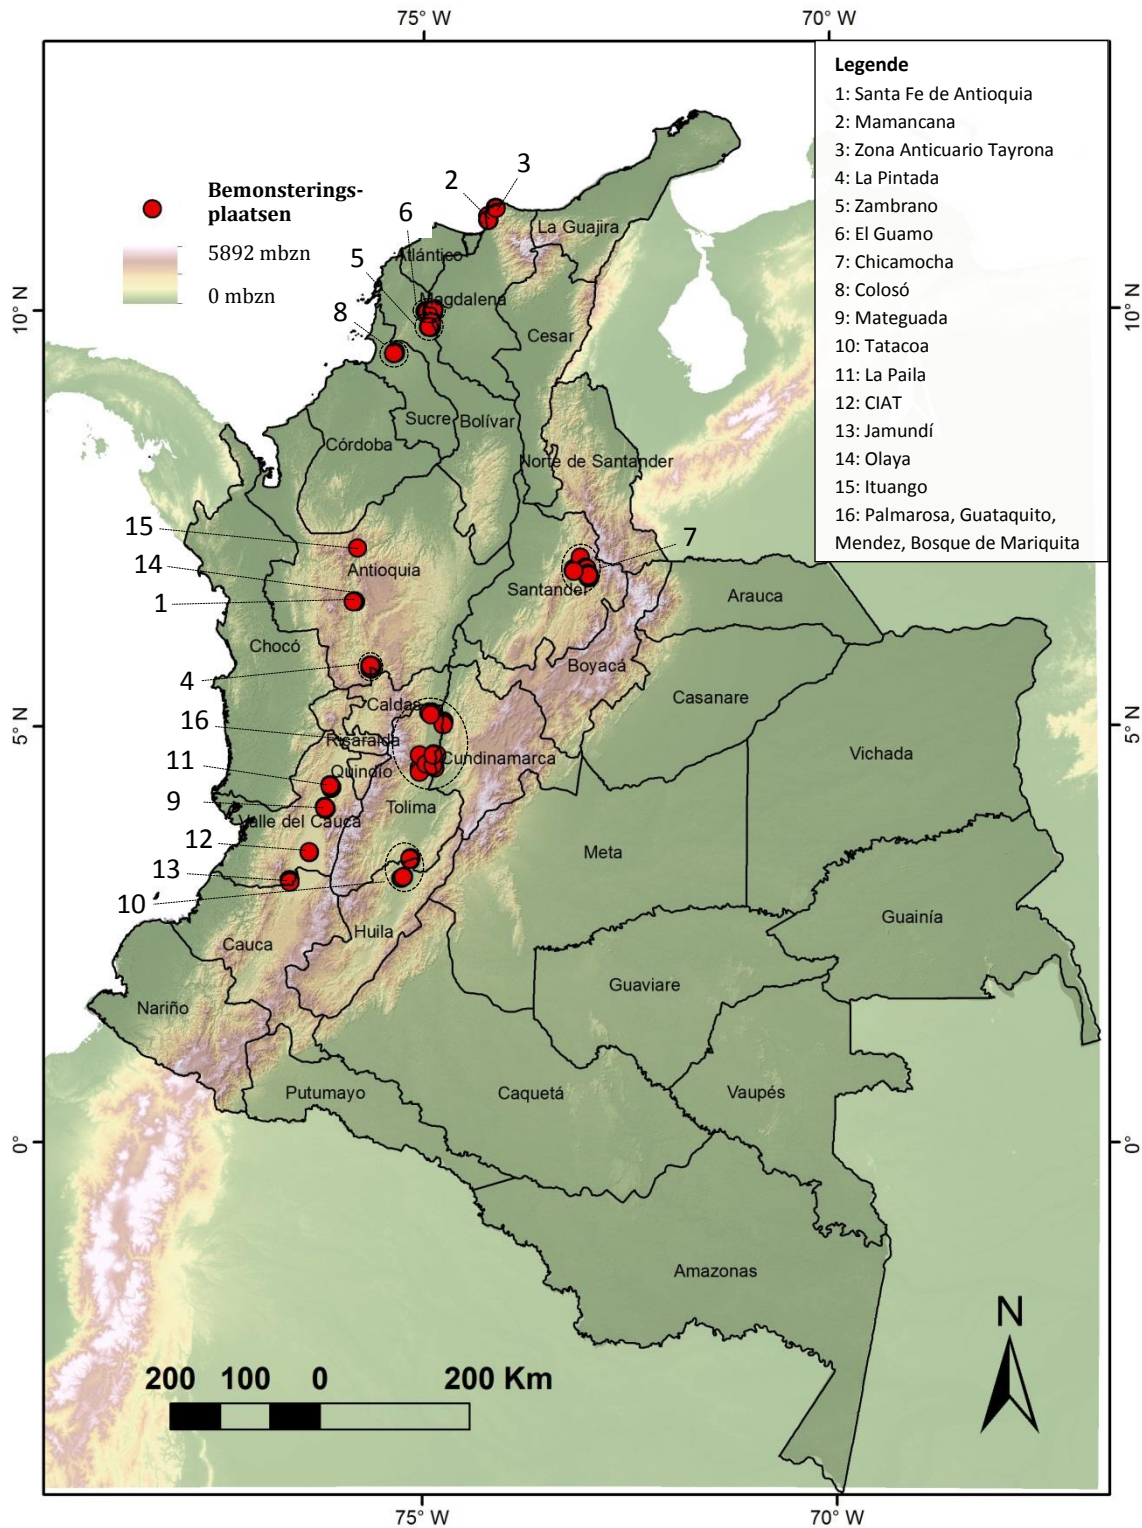 75° W
70° W
Legende
1: Santa Fe de Antioquia
2: Mamancana
3: Zona Anticuario Tayrona
4: La Pintada
5: Zambrano
6: El Guamo
7: Chicamocha
8: Colosó
9: Mateguada
10: Tatacoa
11: La Paila
12: CIAT
13: Jamundí
14: Olaya
15: Ituango
16: Palmarosa, Guataquito,
Mendez, Bosque de Mariquita
Bemonsterings-
plaatsen
5892 mbzn
0 mbzn
3
2
6
5
8
15
14
1
4
16
11
9
12
13
10
7
10° N
10° N
5° N
5° N
0°
0°
La Guajira
Atlántico
Magdalena
Cesar
Sucre
Bolívar
Córdoba
Norte de Santander
Antioquia
Santander
Arauca
Chocó
Boyacá
Casanare
Caldas
Risaralda
Cundinamarca
Vichada
Quindío
Tolima
Valle del Cauca
Meta
Guainía
Huila
Cauca
Guaviare
Nariño
Putumayo
Caquetá
Vaupés
Amazonas
N
200 100 0 200 Km
75° W
70° W